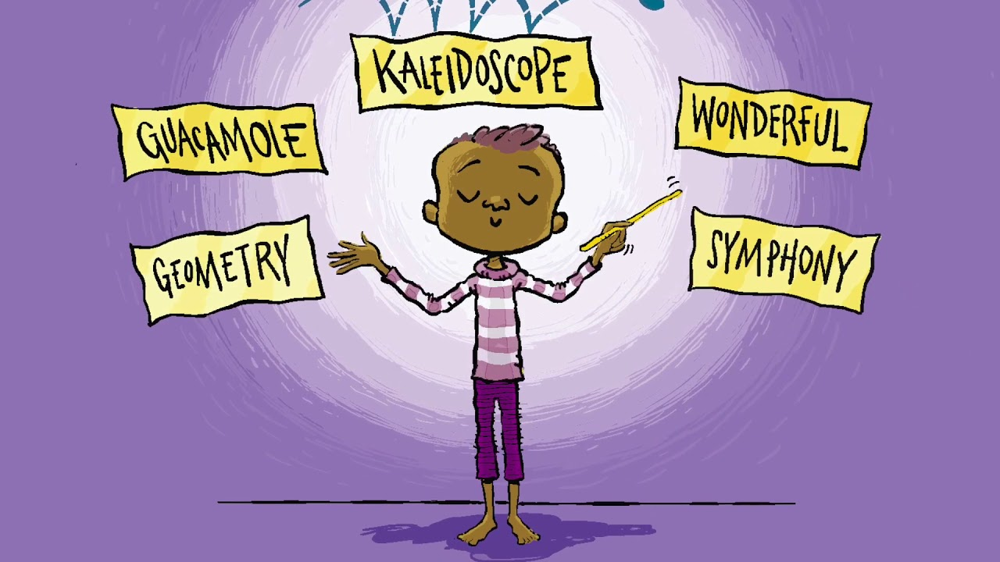 KALEIDOSCOPE
GUACAMOLE
WONDERFUL
GEOMETRY
SYMPHONY